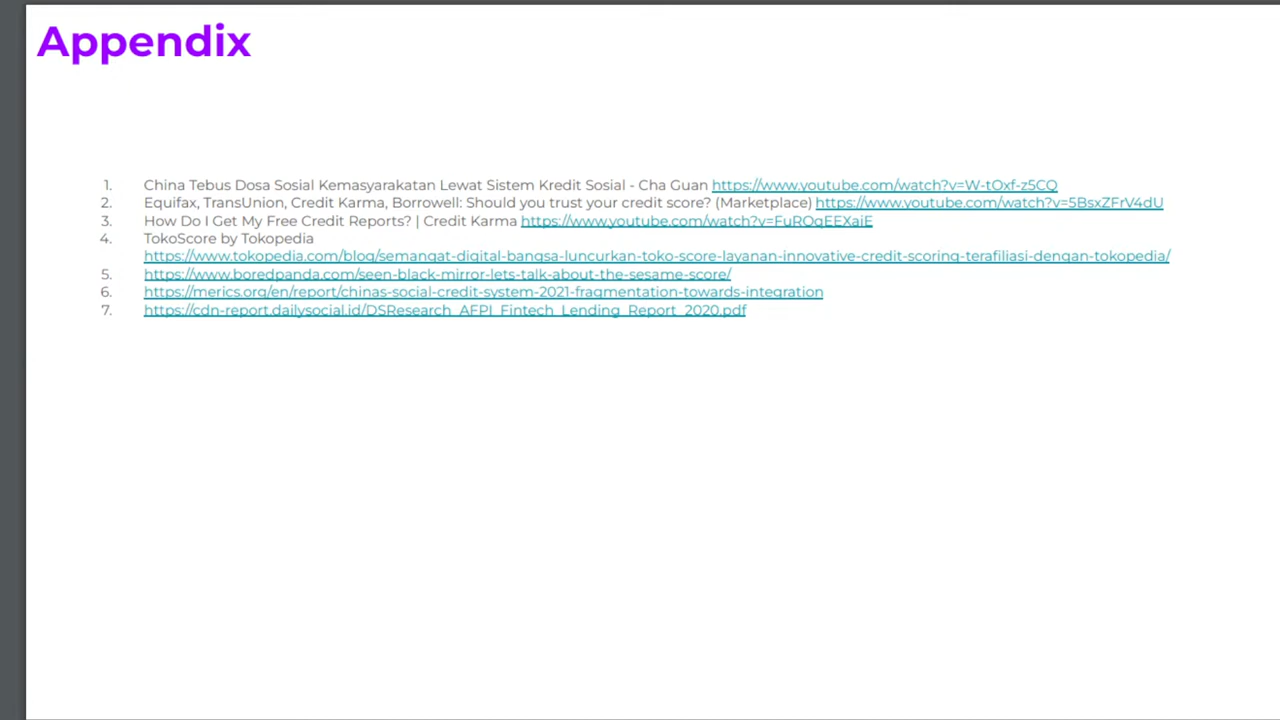 Appendix
1. China Tebus Dosa Sosial Kemasyarakatan Lewat Sistem Kredit Sosial - Cha Guan https://www.youtube.com/watch?v=W-tOxf-z5CQ
2. Equifax, TransUnion, Credit Karma, Borrowell: Should you trust your credit score? (Marketplace) https://www.youtube.com/watch?v=5BsxZFrV4dU
3. How Do I Get My Free Credit Reports? | Credit Karma https://www.youtube.com/watch?v=FuROqEEXaiE
4. TokoScore by Tokopedia
https://www.tokopedia.com/blog/semangat-digital-bangsa-luncurkan-toko-score-layanan-innovative-credit-scoring-terafiliasi-dengan-tokopedia/
5. https://www.boredpanda.com/seen-black-mirror-lets-talk-about-the-sesame-score/
6. https://merics.org/en/report/chinas-social-credit-system-2021-fragmentation-towards-integration
7. https://cdn-report.dailysocial.id/DSResearch_AFPI_Fintech_Lending_Report_2020.pdf